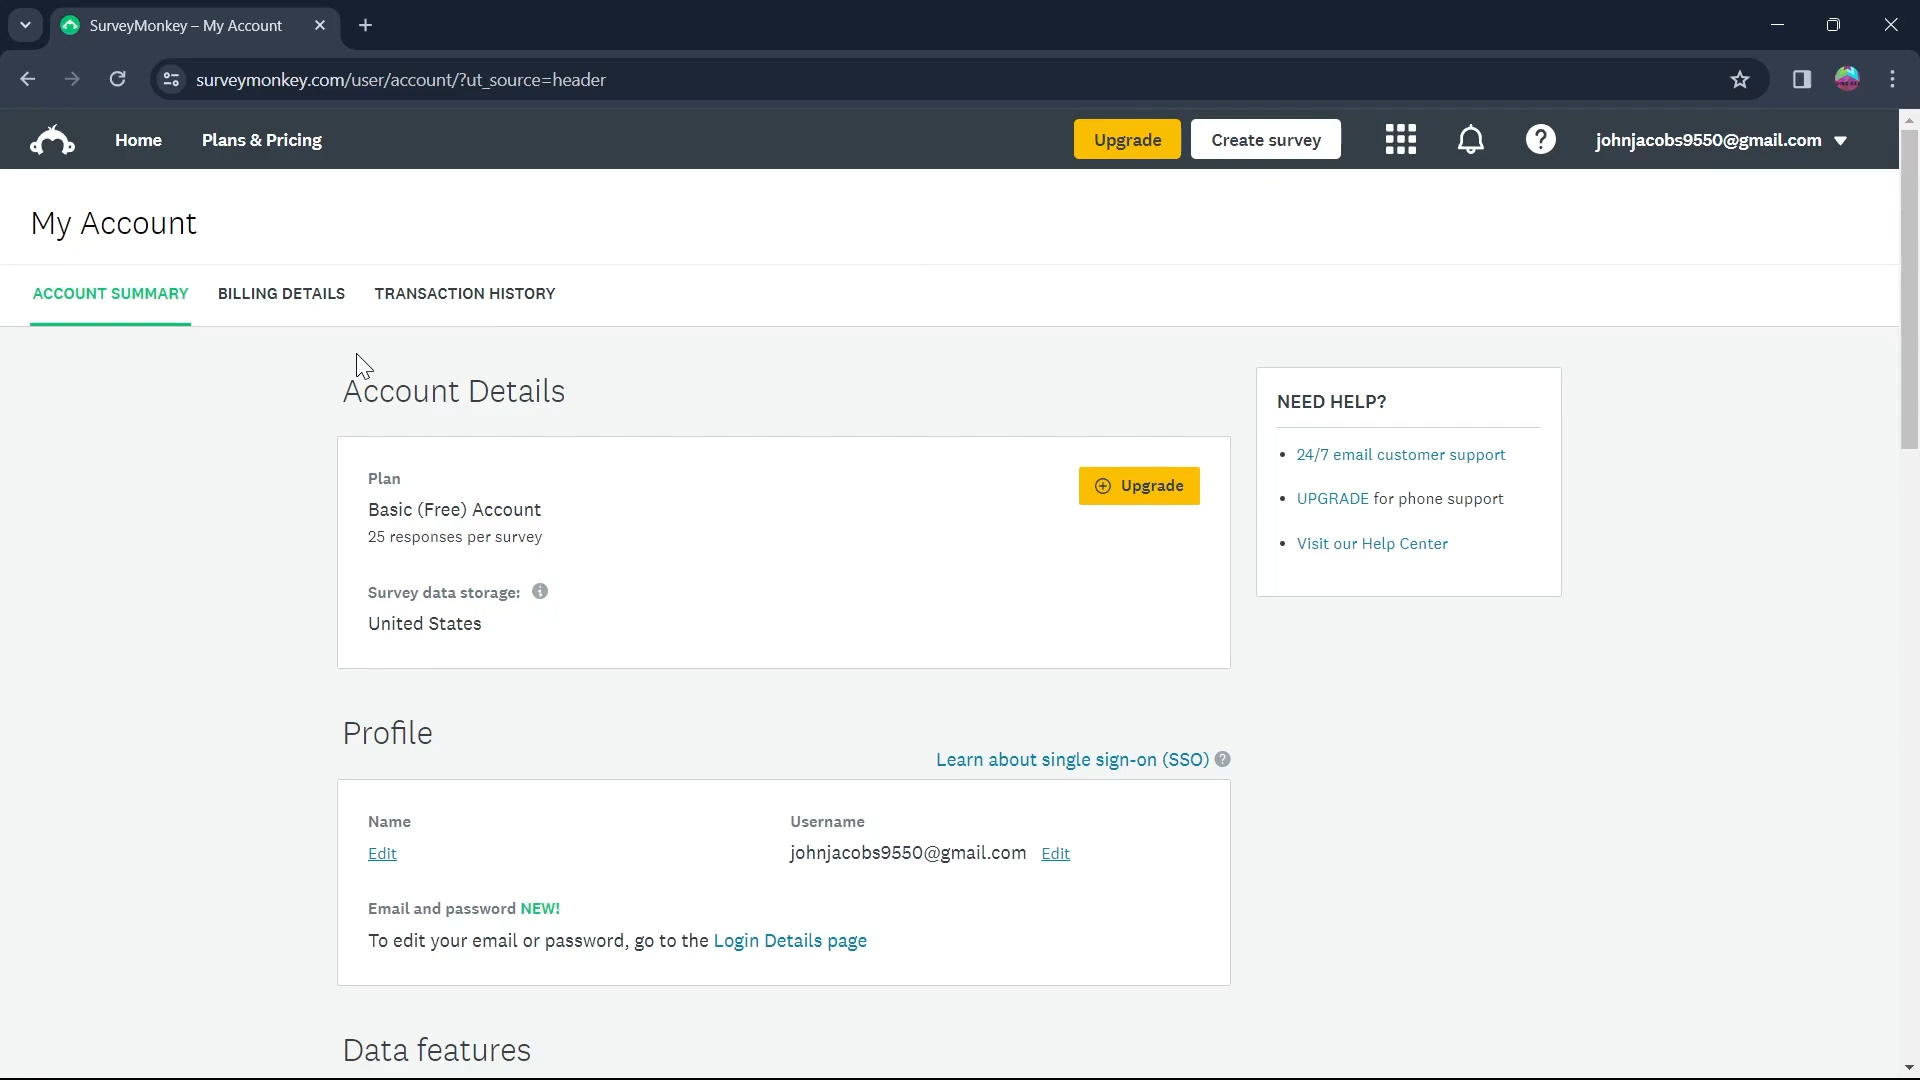 SurveyMonkey – My Account
surveymonkey.com/user/account/?ut_source=header
Home Plans & Pricing Upgrade Create survey johnjacobs9550@gmail.com
My Account
ACCOUNT SUMMARY BILLING DETAILS TRANSACTION HISTORY
Account Details
Plan
Basic (Free) Account
25 responses per survey
Upgrade
Survey data storage:
United States
NEED HELP?
24/7 email customer support
UPGRADE for phone support
Visit our Help Center
Profile
Learn about single sign-on (SSO)
Name
Edit
Username
johnjacobs9550@gmail.com Edit
Email and password NEW!
To edit your email or password, go to the Login Details page
Data features